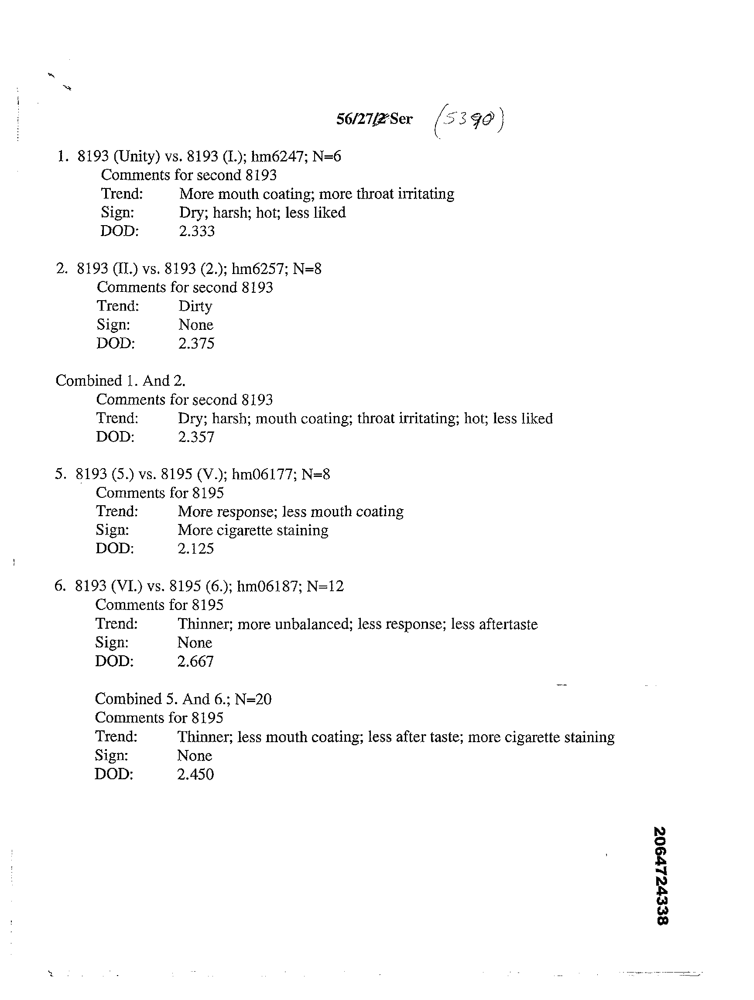 56/27/2 Ser (5390)
1. 8193 (Unity) vs. 8193 (I.); hm6247; N=6
Comments for second 8193
Trend: More mouth coating; more throat irritating
Sign: Dry; harsh; hot; less liked
DOD: 2.333
2. 8193 (II.) vs. 8193 (2.); hm6257; N=8
Comments for second 8193
Trend: Dirty
Sign: None
DOD: 2.375
Combined 1. And 2.
Comments for second 8193
Trend: Dry; harsh; mouth coating; throat irritating; hot; less liked
DOD: 2.357
5. 8193 (5.) vs. 8195 (V.); hm06177; N=8
Comments for 8195
Trend: More response; less mouth coating
Sign: More cigarette staining
DOD: 2.125
6. 8193 (VI.) vs. 8195 (6.); hm06187; N=12
Comments for 8195
Trend: Thinner; more unbalanced; less response; less aftertaste
Sign: None
DOD: 2.667
Combined 5. And 6.; N=20
Comments for 8195
Trend: Thinner; less mouth coating; less after taste; more cigarette staining
Sign: None
DOD: 2.450
2064724338